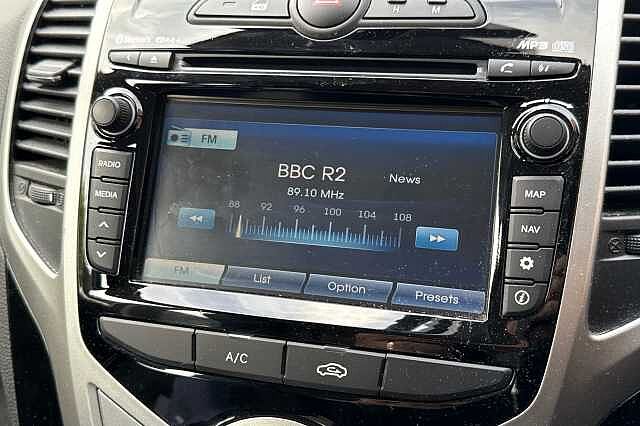 H M
Bluetooth
MP3
RADIO
MEDIA
FM
BBC R2
News
89.10 MHz
88 92 96 100 104 108
FM List Option Presets
MAP
NAV
A/C